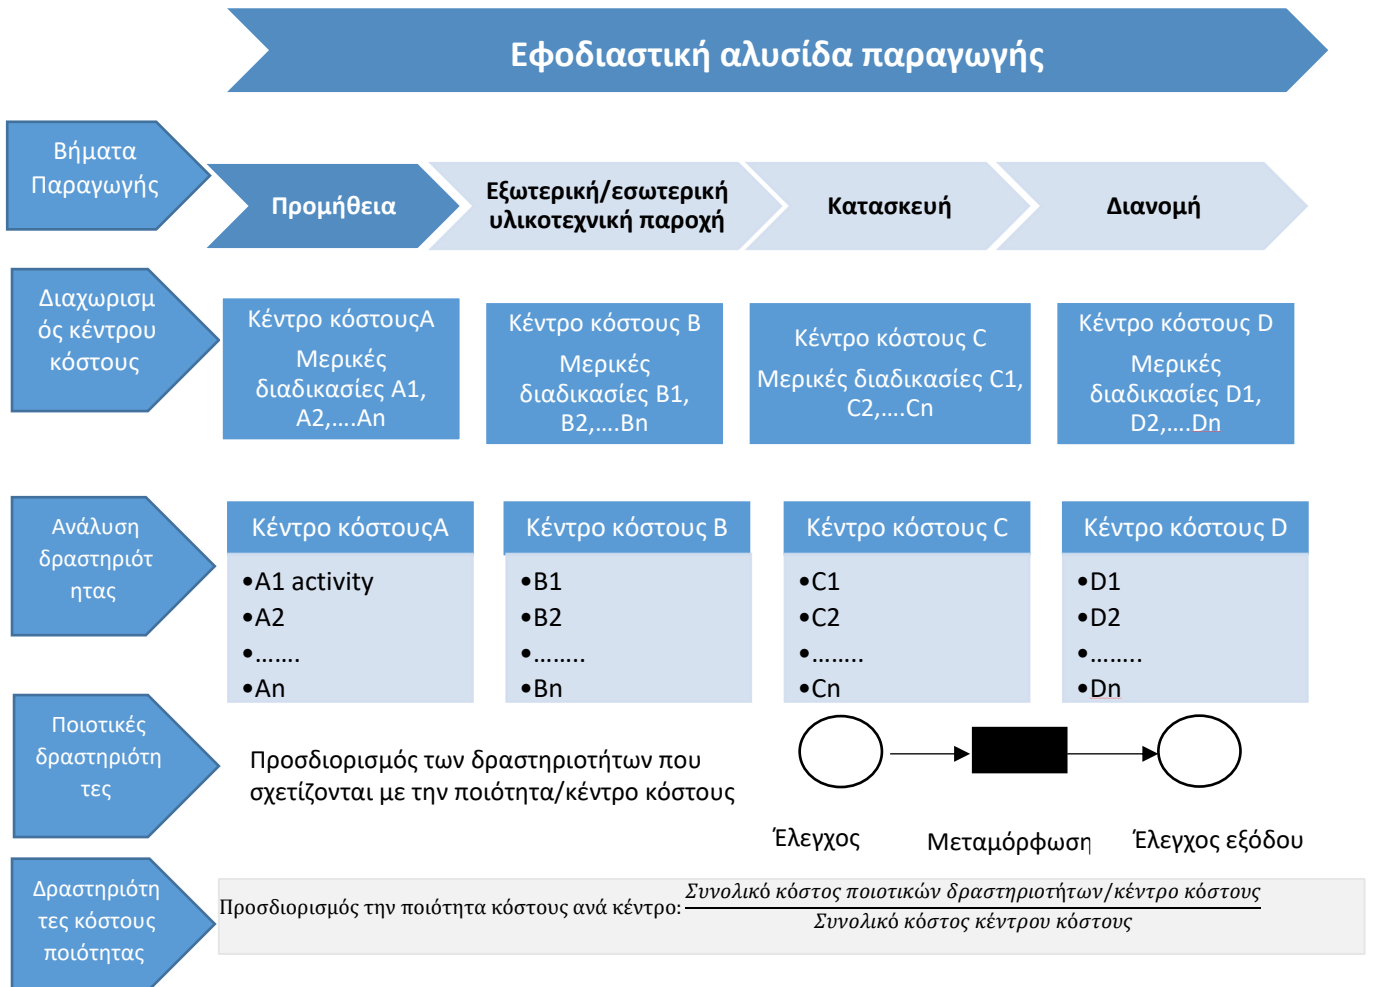 Εφοδιαστική αλυσίδα παραγωγής
Βήματα
Παραγωγής
Προμήθεια
Εξωτερική/εσωτερική
υλικοτεχνική παροχή
Κατασκευή
Διανομή
Διαχωρισμ
ός κέντρου
κόστους
Κέντρο κόστουςA
Μερικές
διαδικασίες A1,
A2,....An
Κέντρο κόστους B
Μερικές
διαδικασίες B1,
B2,....Bn
Κέντρο κόστους C
Μερικές διαδικασίες C1,
C2,....Cn
Κέντρο κόστους D
Μερικές
διαδικασίες D1,
D2,....Dn
Ανάλυση
δραστηριότ
ητας
Κέντρο κόστουςA
•A1 activity
•A2
•.......
•An
Κέντρο κόστους B
•B1
•B2
•........
•Bn
Κέντρο κόστους C
•C1
•C2
•........
•Cn
Κέντρο κόστους D
•D1
•D2
•........
•Dn
Ποιοτικές
δραστηριότη
τες
Προσδιορισμός των δραστηριοτήτων που
σχετίζονται με την ποιότητα/κέντρο κόστους
Έλεγχος
Μεταμόρφωση
Έλεγχος εξόδου
Δραστηριότη
τες κόστους
ποιότητας
Προσδιορισμός την ποιότητα κόστους ανά κέντρο:
Συνολικό κόστος ποιοτικών δραστηριοτήτων/κέντρο κόστους
Συνολικό κόστος κέντρου κόστους